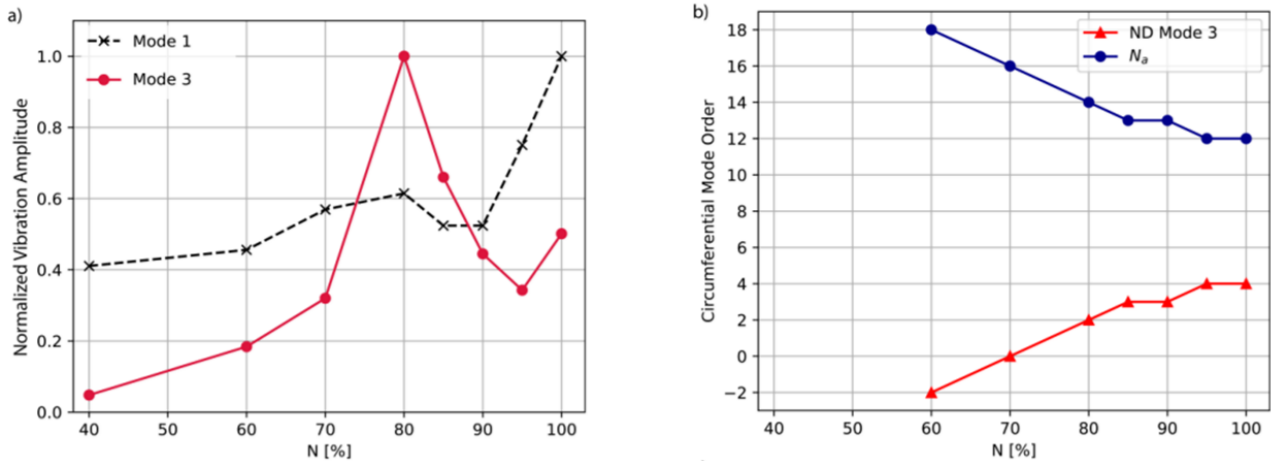 a)
Mode 1
Mode 3
Normalized Vibration Amplitude
1.0
0.8
0.6
0.4
0.2
0.0
40 50 60 70 80 90 100
N [%]
b)
ND Mode 3
Nₐ
Circumferential Mode Order
18
16
14
12
10
8
6
4
2
0
−2
40 50 60 70 80 90 100
N [%]